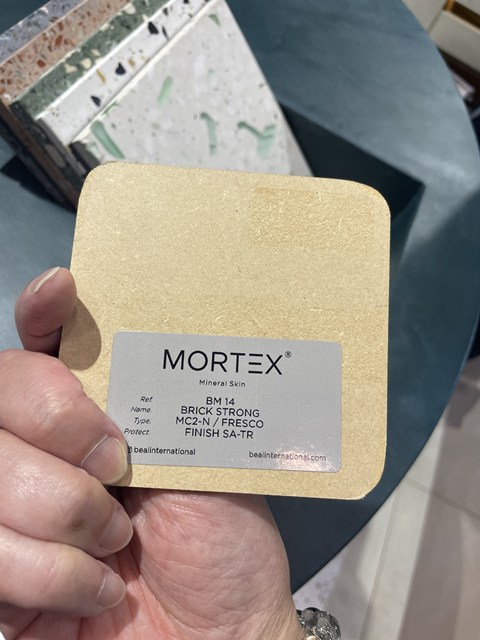 MORTEX®
Mineral Skin
Ref. BM 14
Name. BRICK STRONG
Type. MC2-N / FRESCO
Protect. FINISH SA-TR
@bealinternational bealinternational.com